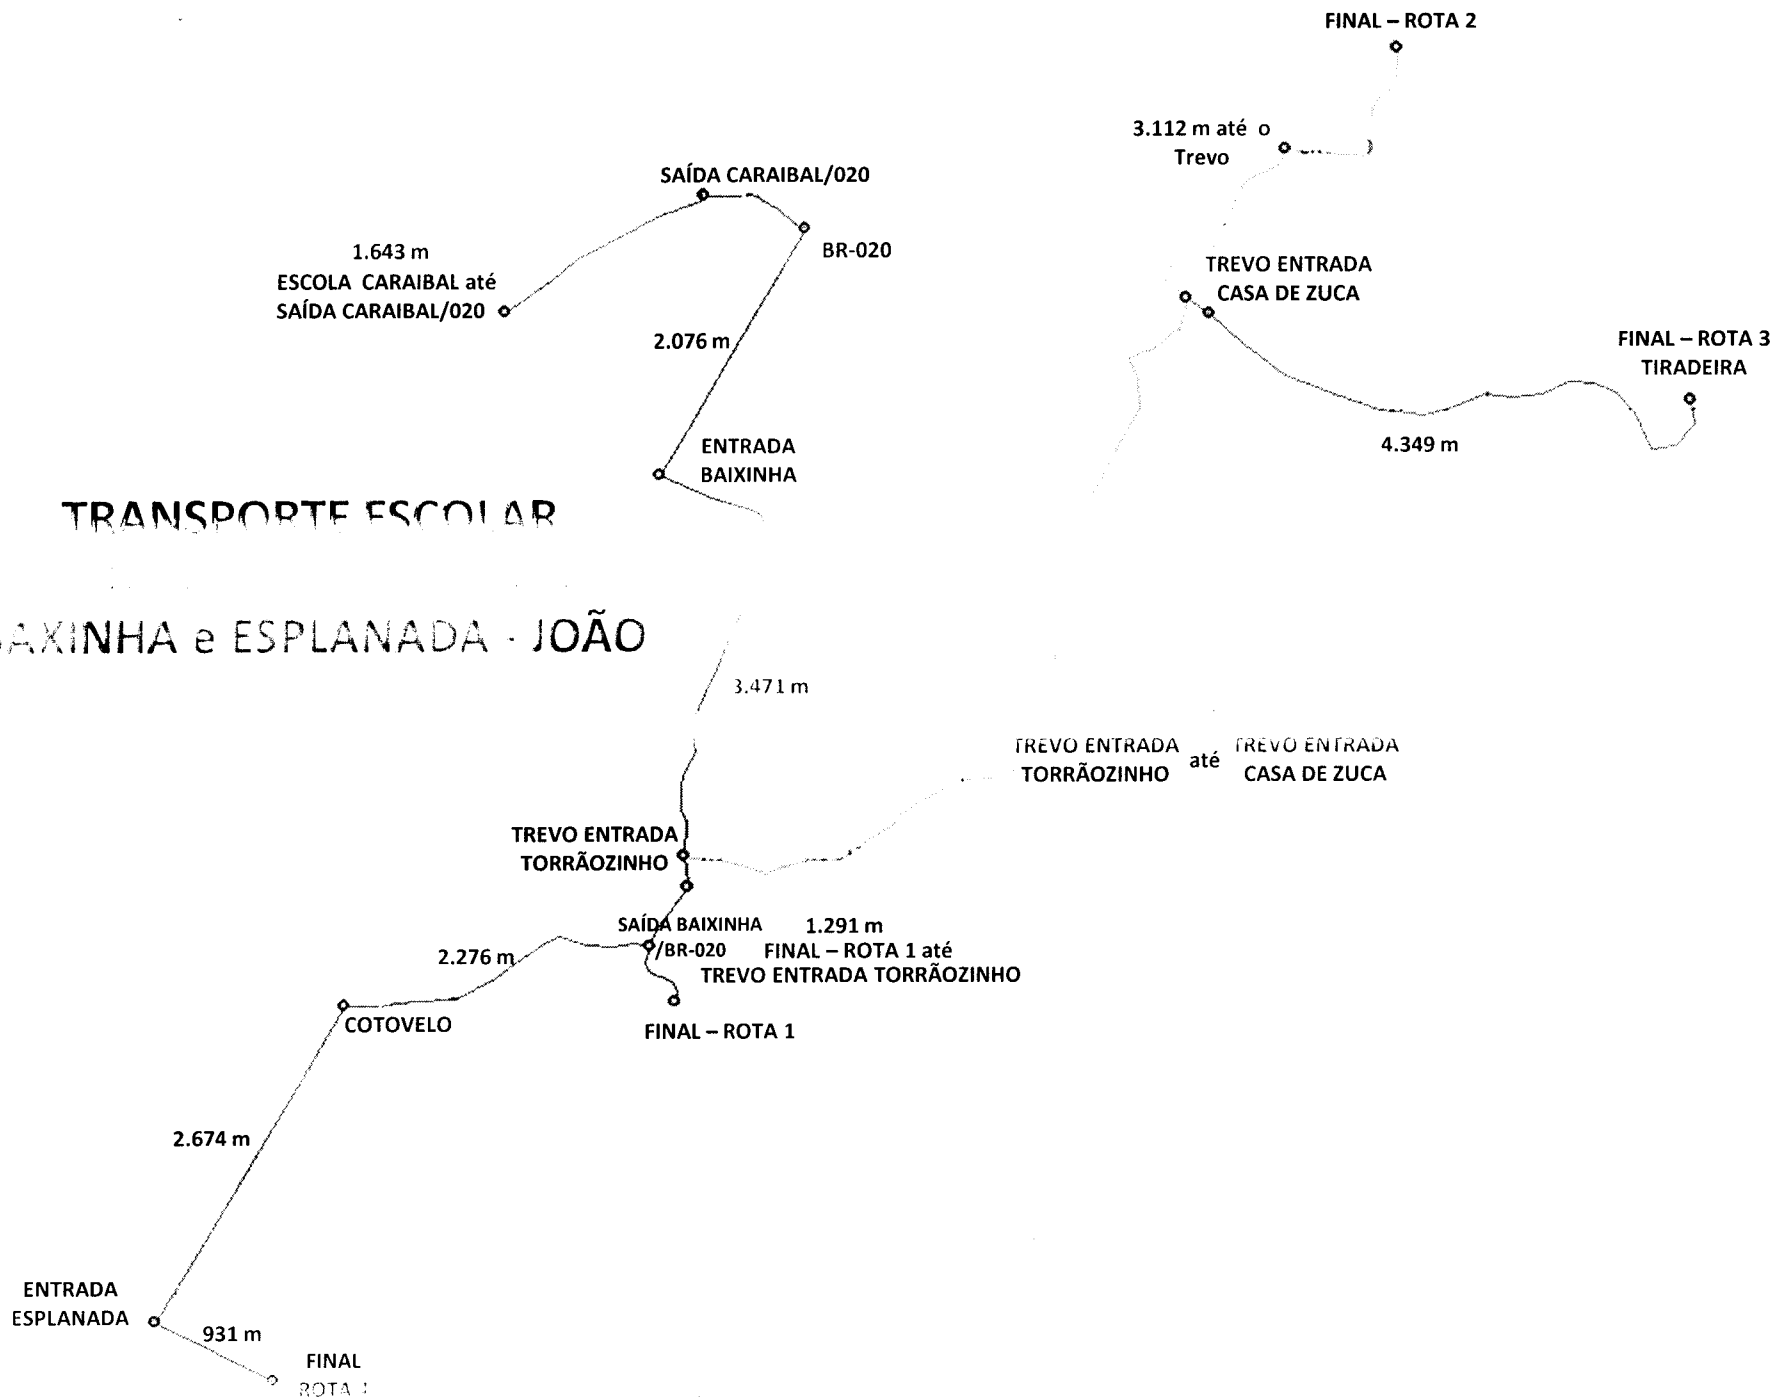 FINAL – ROTA 2
3.112 m até o
Trevo
SAÍDA CARAIBAL/020
1.643 m
ESCOLA CARAIBAL até
SAÍDA CARAIBAL/020
BR-020
TREVO ENTRADA
CASA DE ZUCA
2.076 m
FINAL – ROTA 3
TIRADEIRA
4.349 m
ENTRADA
BAIXINHA
TRANSPORTE ESCOLAR
BAXINHA e ESPLANADA - JOÃO
3.471 m
TREVO ENTRADA
TORRÃOZINHO até
TREVO ENTRADA
CASA DE ZUCA
TREVO ENTRADA
TORRÃOZINHO
SAÍDA BAIXINHA
/BR-020
1.291 m
FINAL – ROTA 1 até
TREVO ENTRADA TORRÃOZINHO
2.276 m
COTOVELO
FINAL – ROTA 1
2.674 m
ENTRADA
ESPLANADA
931 m
FINAL
ROTA